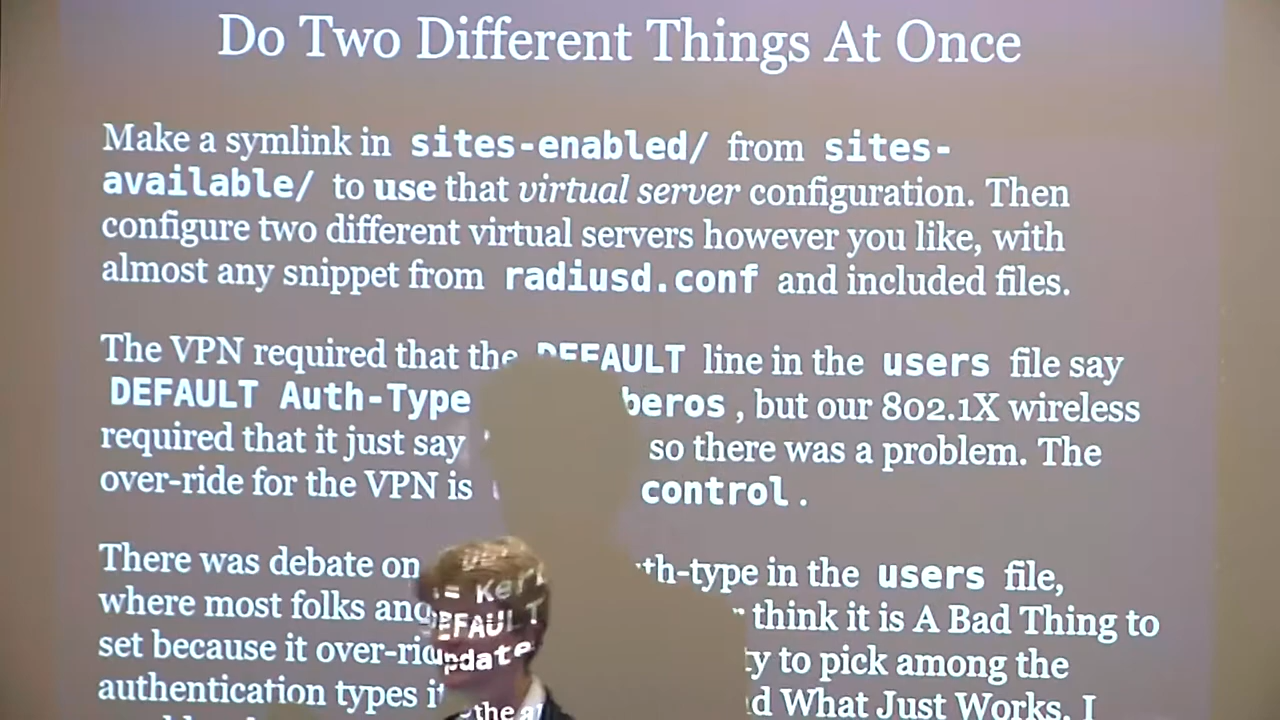 Do Two Different Things At Once
Make a symlink in sites-enabled/ from sites-
available/ to use that virtual server configuration. Then
configure two different virtual servers however you like, with
almost any snippet from radiusd.conf and included files.
The VPN required that the DEFAULT line in the users file say
DEFAULT Auth-Type beros, but our 802.1X wireless
required that it just say so there was a problem. The
over-ride for the VPN is control.
There was debate on th-type in the users file,
= Ker
where most folks and think it is A Bad Thing to
DEFAULT
set because it over-rid ty to pick among the
update
authentication types it d What Just Works. I
the a